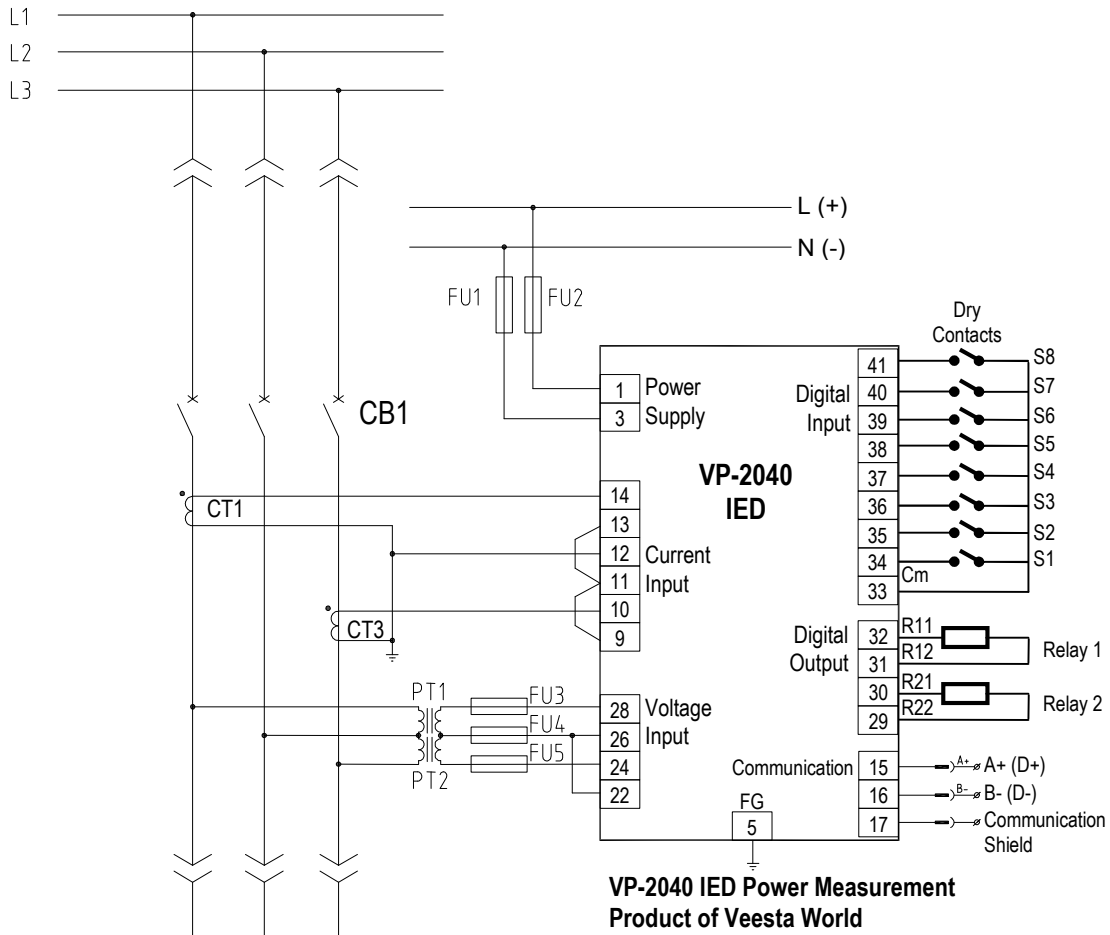 L1
L2
L3
L (+)
N (-)
FU1
FU2
Dry
Contacts
1
3
Power
Supply
VP-2040
IED
Digital
Input
41
40
39
38
37
36
35
34
33
Cm
S8
S7
S6
S5
S4
S3
S2
S1
CB1
CT1
CT3
14
13
12
11
10
9
Current
Input
Digital
Output
32
31
30
29
R11
R12
R21
R22
Relay 1
Relay 2
PT1
PT2
FU3
FU4
FU5
28
26
24
22
Voltage
Input
Communication
15
16
17
A+
A+ (D+)
B-
B- (D-)
Communication
Shield
FG
5
VP-2040 IED Power Measurement
Product of Veesta World